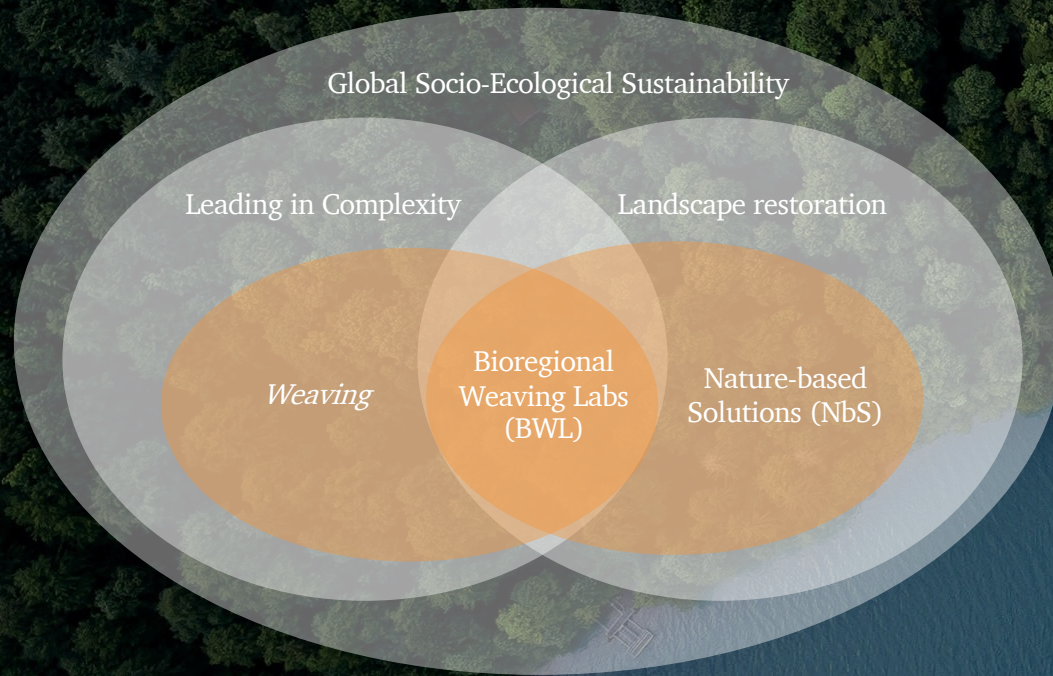 Global Socio-Ecological Sustainability
Leading in Complexity
Landscape restoration
Weaving
Bioregional
Weaving Labs
(BWL)
Nature-based
Solutions (NbS)